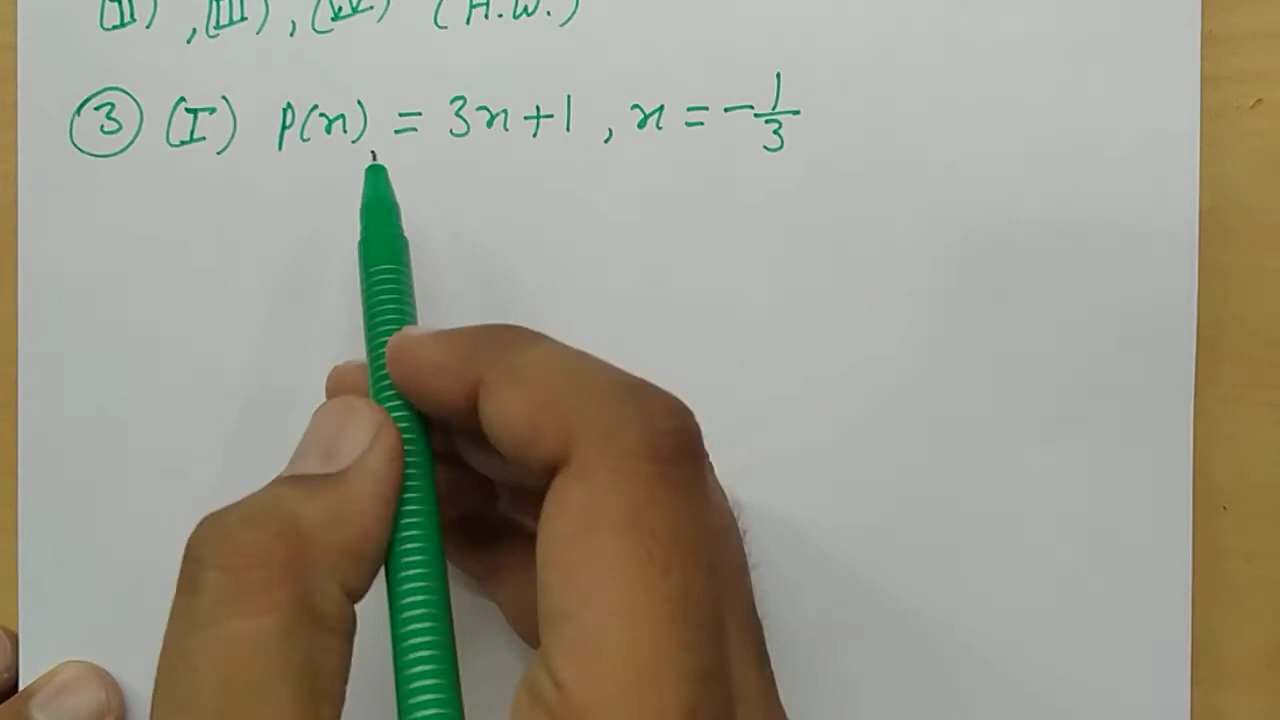 (II), (III), (IV) (H.W.)
③ (I) P(x) = 3x+1, x = -1/3